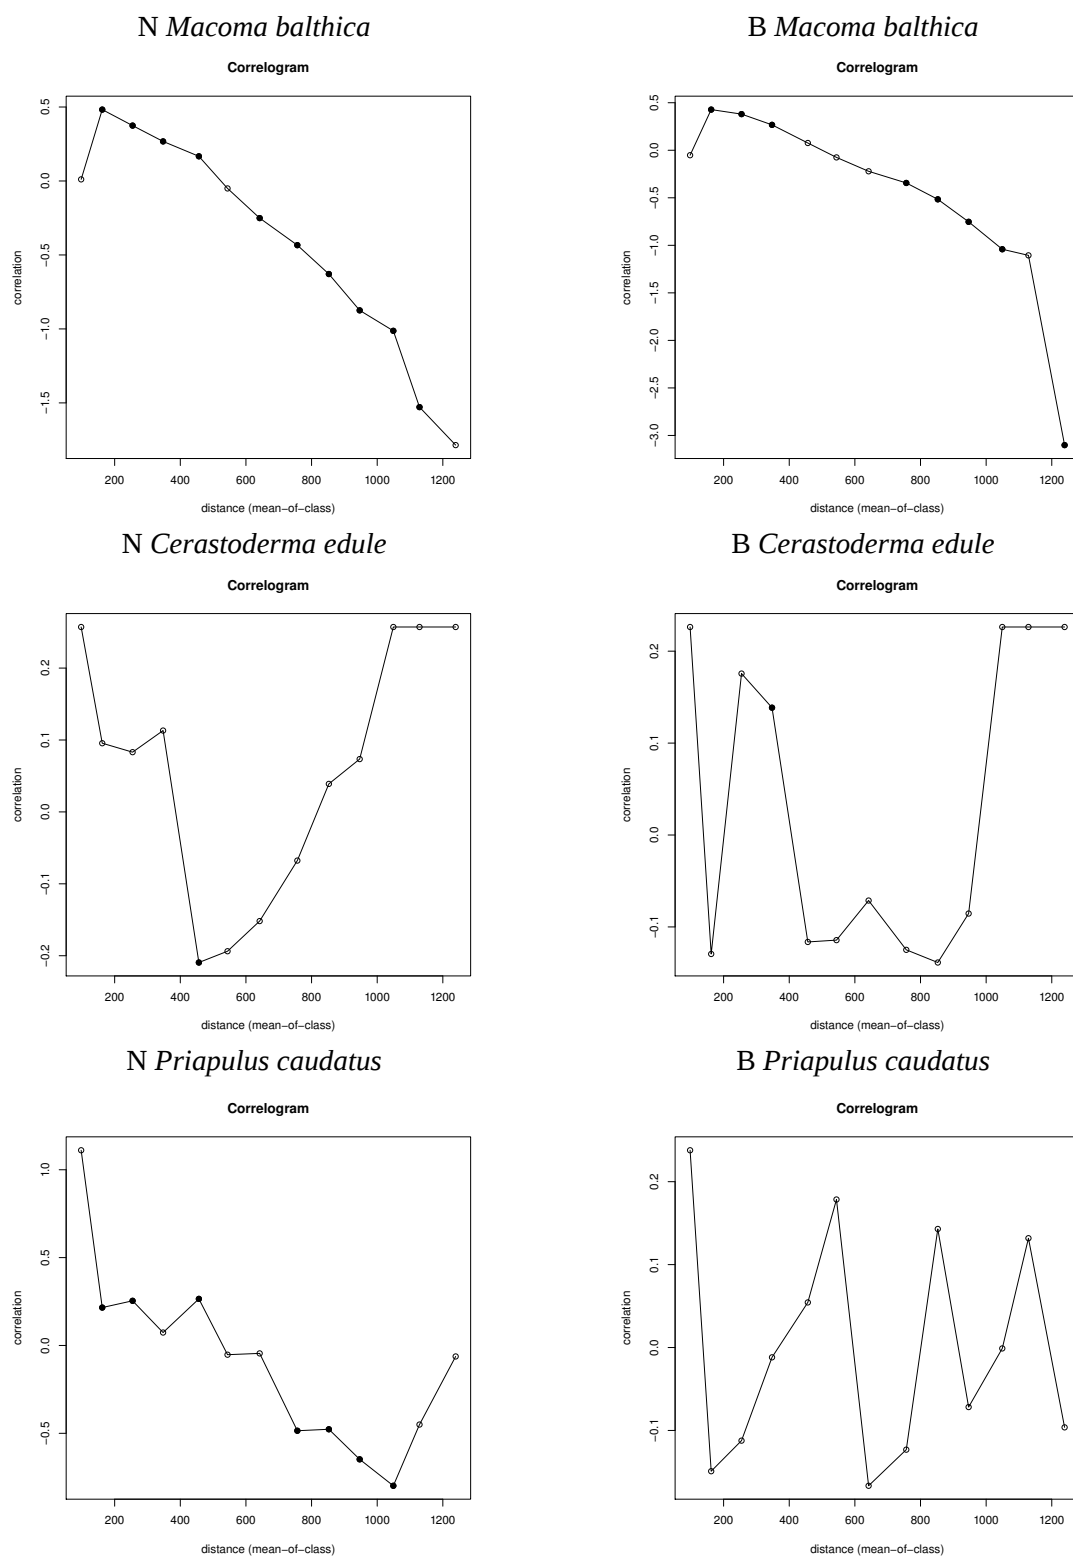 N Macoma balthica
B Macoma balthica
Correlogram
Correlogram
0.5
0.0
−0.5
−1.0
−1.5
correlation
200 400 600 800 1000 1200
distance (mean−of−class)
0.5
0.0
−0.5
−1.0
−1.5
−2.0
−2.5
−3.0
correlation
200 400 600 800 1000 1200
distance (mean−of−class)
N Cerastoderma edule
B Cerastoderma edule
Correlogram
Correlogram
0.2
0.1
0.0
−0.1
−0.2
correlation
200 400 600 800 1000 1200
distance (mean−of−class)
0.2
0.1
0.0
−0.1
correlation
200 400 600 800 1000 1200
distance (mean−of−class)
N Priapulus caudatus
B Priapulus caudatus
Correlogram
Correlogram
1.0
0.5
0.0
−0.5
correlation
200 400 600 800 1000 1200
distance (mean−of−class)
0.2
0.1
0.0
−0.1
correlation
200 400 600 800 1000 1200
distance (mean−of−class)